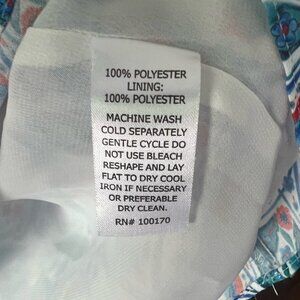 100% POLYESTER
LINING:
100% POLYESTER
MACHINE WASH
COLD SEPARATELY
GENTLE CYCLE DO
NOT USE BLEACH
RESHAPE AND LAY
FLAT TO DRY COOL
IRON IF NECESSARY
OR PREFERABLE
DRY CLEAN.
RN# 100170